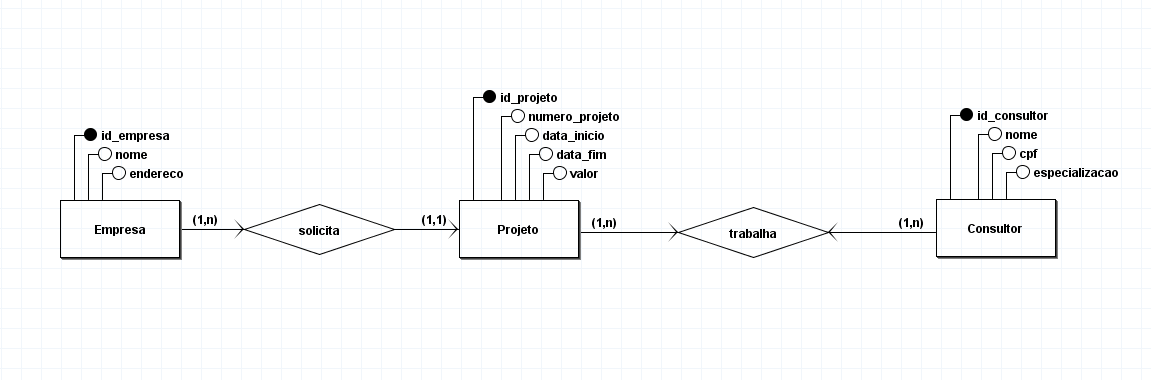 id_empresa
nome
endereco
Empresa
(1,n)
solicita
(1,1)
id_projeto
numero_projeto
data_inicio
data_fim
valor
Projeto
(1,n)
trabalha
(1,n)
id_consultor
nome
cpf
especializacao
Consultor